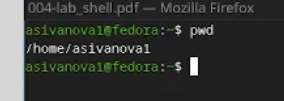 004-lab_shell.pdf — Mozilla Firefox
asivanova1@fedora:~$ pwd
/home/asivanova1
asivanova1@fedora:~$